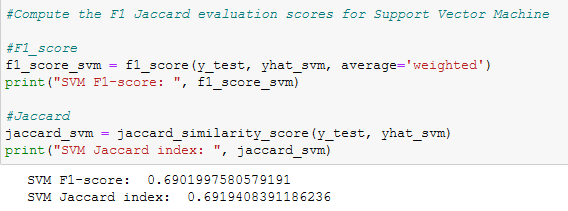 #Compute the F1 Jaccard evaluation scores for Support Vector Machine
#F1_score
f1_score_svm = f1_score(y_test, yhat_svm, average='weighted')
print("SVM F1-score: ", f1_score_svm)
#Jaccard
jaccard_svm = jaccard_similarity_score(y_test, yhat_svm)
print("SVM Jaccard index: ", jaccard_svm)
SVM F1-score:  0.6901997580579191
SVM Jaccard index:  0.6919408391186236